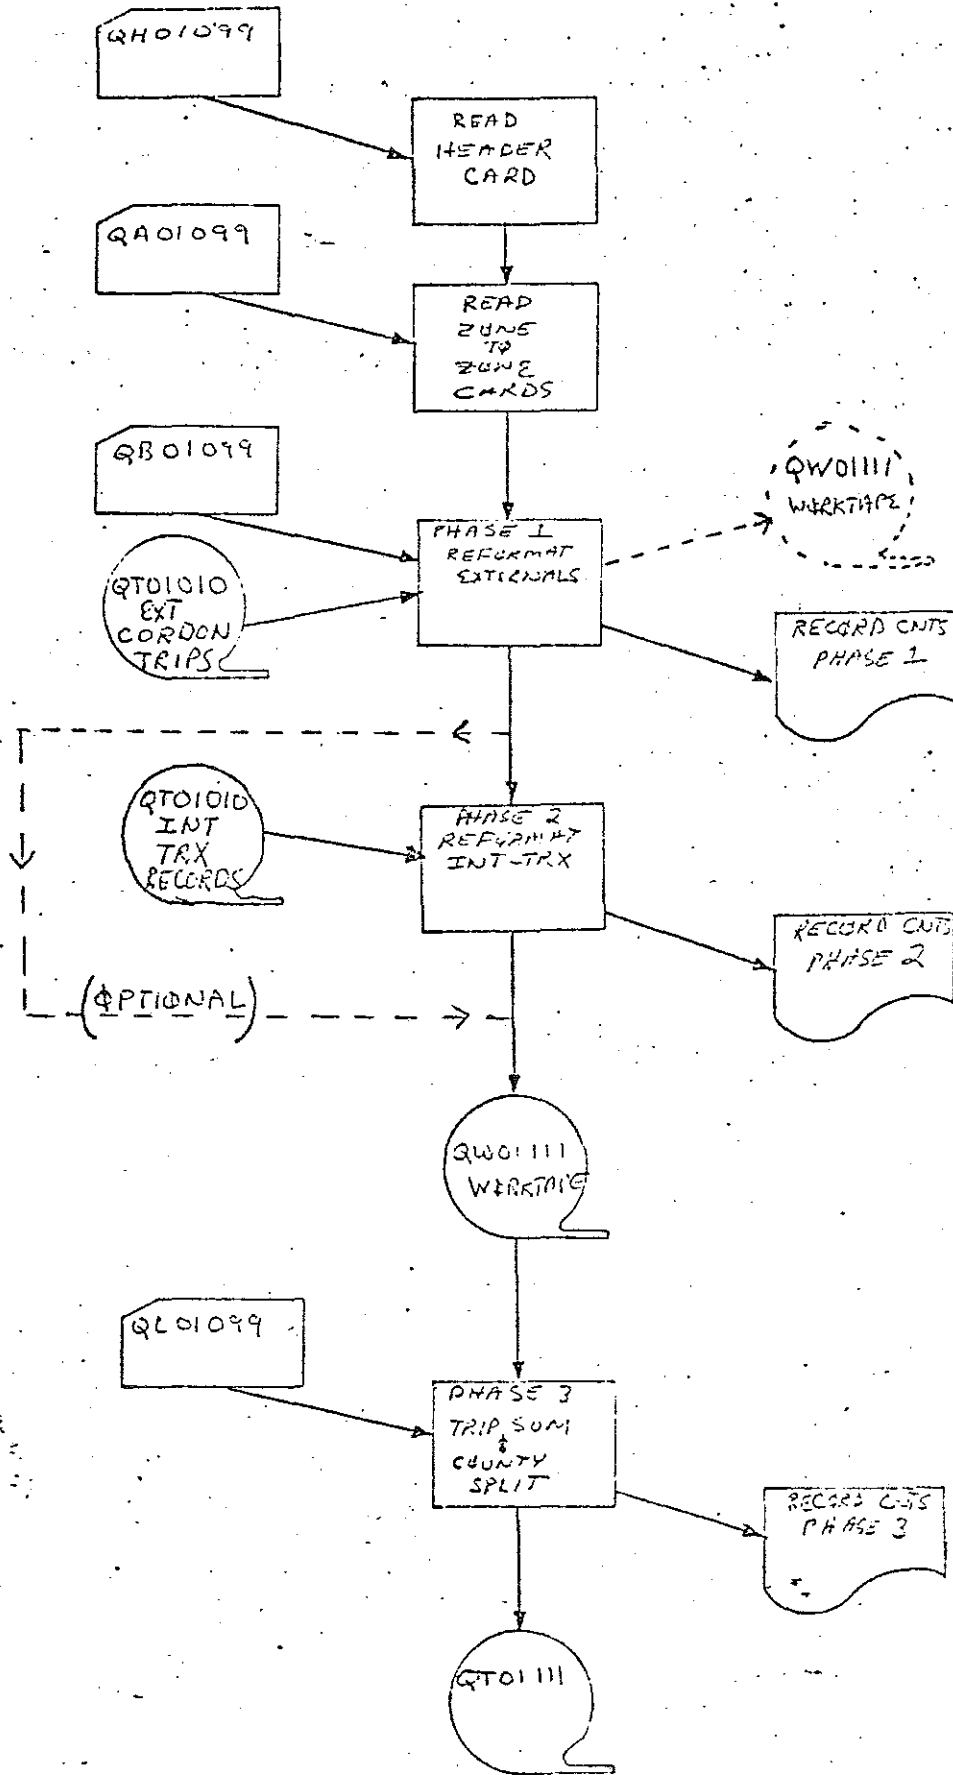 QH01099
READ
HEADER
CARD
QA01099
READ
ZONE
TO
ZONE
CARDS
QB01099
QW01111
WORKTAPE
PHASE 1
REFORMAT
EXTERNALS
QT01010
EXT
CORDON
TRIPS
RECORD CNTS
PHASE 1
QT01010
INT
TRX
RECORDS
PHASE 2
REFORMAT
INT-TRX
RECORD CNTS
PHASE 2
(OPTIONAL)
QW01111
WORKTAPE
QL01099
PHASE 3
TRIP SUM
&
COUNTY
SPLIT
RECORD CNTS
PHASE 3
QT01111